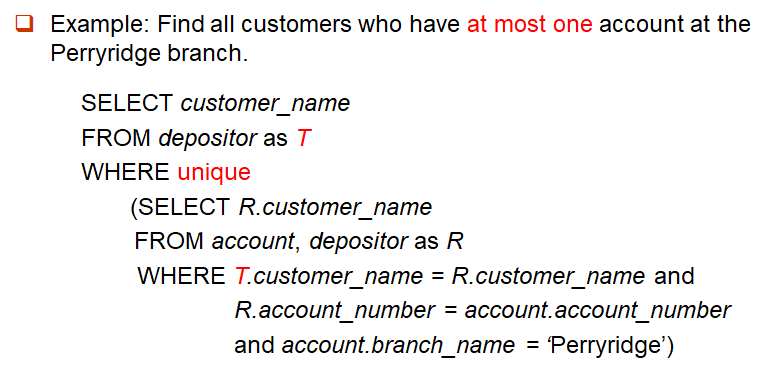 Example: Find all customers who have at most one account at the
Perryridge branch.
SELECT customer_name
FROM depositor as T
WHERE unique
(SELECT R.customer_name
FROM account, depositor as R
WHERE T.customer_name = R.customer_name and
R.account_number = account.account_number
and account.branch_name = ‘Perryridge’)